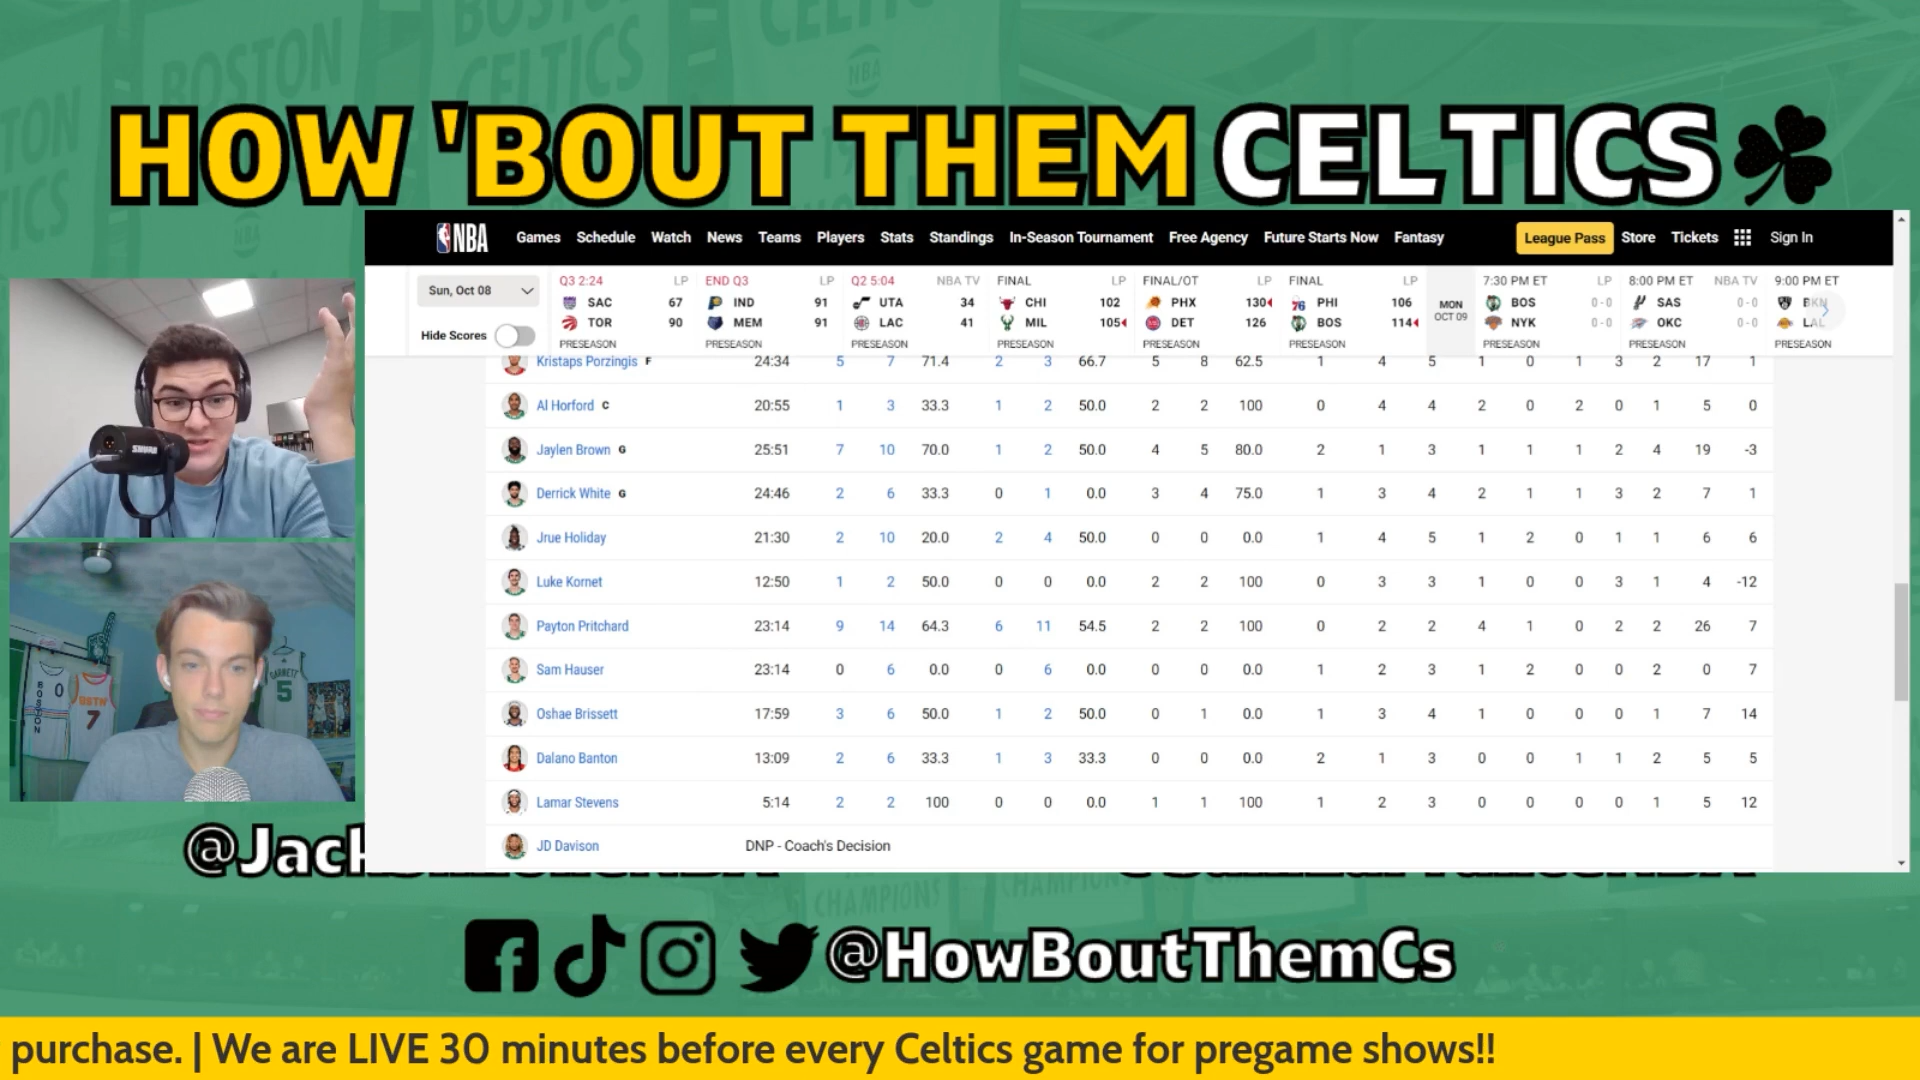 HOW 'BOUT THEM CELTICS
NBA Games Schedule Watch News Teams Players Stats Standings In-Season Tournament Free Agency Future Starts Now Fantasy League Pass Store Tickets Sign In
Sun, Oct 08
Hide Scores
Q3 2:24 LP
SAC 67
TOR 90
PRESEASON
END Q3 LP
IND 91
MEM 91
PRESEASON
Q2 5:04 NBA TV
UTA 34
LAC 41
PRESEASON
FINAL LP
CHI 102
MIL 105
PRESEASON
FINAL/OT LP
PHX 130
DET 126
PRESEASON
FINAL LP
PHI 106
BOS 114
PRESEASON
MON
OCT 09
7:30 PM ET LP
BOS 0-0
NYK 0-0
PRESEASON
8:00 PM ET NBA TV
SAS 0-0
OKC 0-0
PRESEASON
9:00 PM ET
BKN
LAL
PRESEASON
Kristaps Porzingis F 24:34 5 7 71.4 2 3 66.7 5 8 62.5 1 4 5 1 0 1 3 2 17 1
Al Horford C 20:55 1 3 33.3 1 2 50.0 2 2 100 0 4 4 2 0 2 0 1 5 0
Jaylen Brown G 25:51 7 10 70.0 1 2 50.0 4 5 80.0 2 1 3 1 1 1 2 4 19 -3
Derrick White G 24:46 2 6 33.3 0 1 0.0 3 4 75.0 1 3 4 2 1 1 3 2 7 1
Jrue Holiday 21:30 2 10 20.0 2 4 50.0 0 0 0.0 1 4 5 1 2 0 1 1 6 6
Luke Kornet 12:50 1 2 50.0 0 0 0.0 2 2 100 0 3 3 1 0 0 3 1 4 -12
Payton Pritchard 23:14 9 14 64.3 6 11 54.5 2 2 100 0 2 2 4 1 0 2 2 26 7
Sam Hauser 23:14 0 6 0.0 0 6 0.0 0 0 0.0 1 2 3 1 2 0 0 2 0 7
Oshae Brissett 17:59 3 6 50.0 1 2 50.0 0 1 0.0 1 3 4 1 0 0 0 1 7 14
Dalano Banton 13:09 2 6 33.3 1 3 33.3 0 0 0.0 2 1 3 0 0 1 1 2 5 5
Lamar Stevens 5:14 2 2 100 0 0 0.0 1 1 100 1 2 3 0 0 0 0 1 5 12
JD Davison DNP - Coach's Decision
SHURE
BOSTON
0
7
GARNETT
5
BOSTON
CELTICS
BOSTON
CELTICS
NBA
CHAMPIONS
@HowBoutThemCs
purchase. | We are LIVE 30 minutes before every Celtics game for pregame shows!!